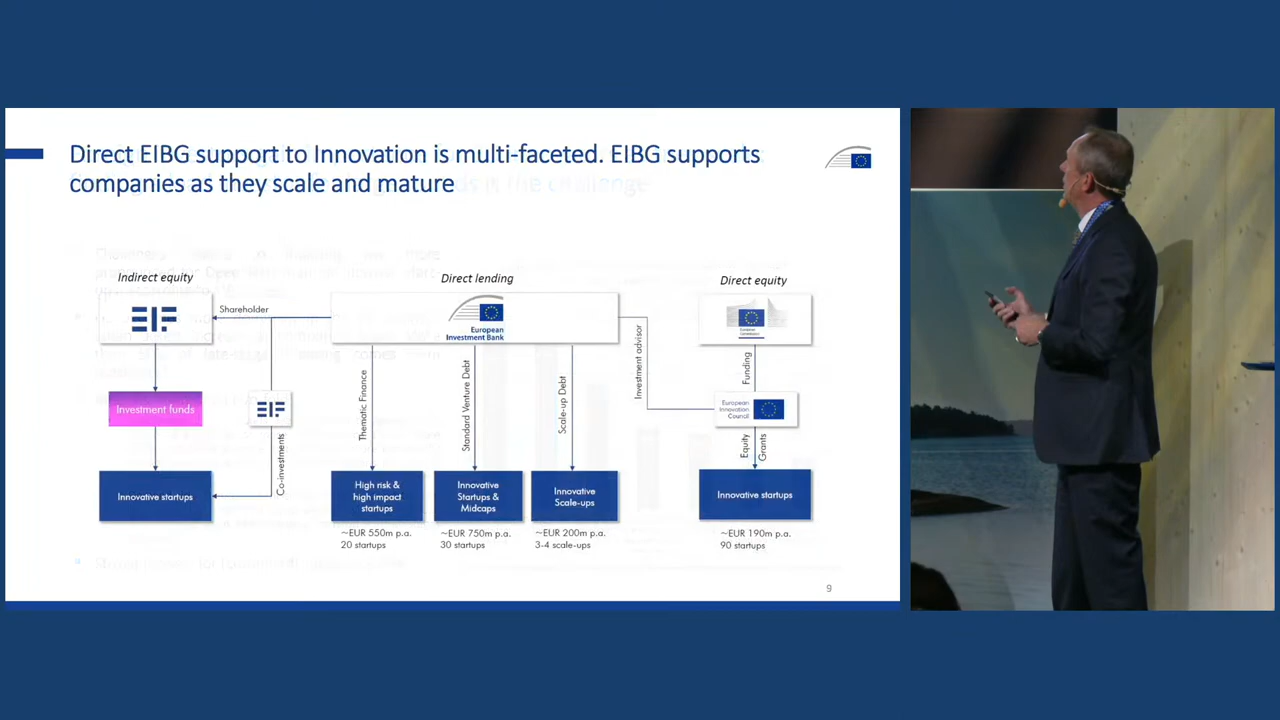 Direct EIBG support to Innovation is multi-faceted. EIBG supports
companies as they scale and mature
Indirect equity
Direct lending
Direct equity
EIF
Shareholder
European
Investment Bank
European
Commission
Investment advisor
Funding
Investment funds
EIF
Thematic Finance
Standard Venture Debt
Scale-up Debt
European
Innovation
Council
Co-investments
Equity
Grants
Innovative startups
High risk &
high impact
startups
Innovative
Startups &
Midcaps
Innovative
Scale-ups
Innovative startups
~EUR 550m p.a.
20 startups
~EUR 750m p.a.
30 startups
~EUR 200m p.a.
3-4 scale-ups
~EUR 190m p.a.
90 startups
9